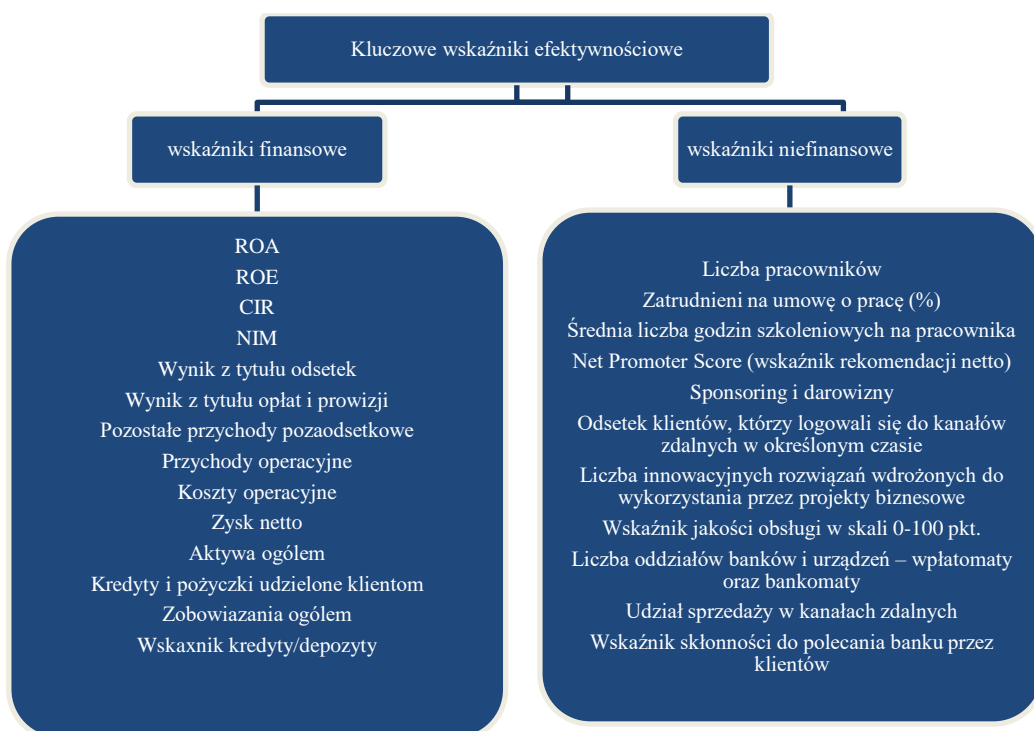 Kluczowe wskaźniki efektywnościowe
wskaźniki finansowe
wskaźniki niefinansowe
ROA
ROE
CIR
NIM
Wynik z tytułu odsetek
Wynik z tytułu opłat i prowizji
Pozostałe przychody pozaodsetkowe
Przychody operacyjne
Koszty operacyjne
Zysk netto
Aktywa ogólem
Kredyty i pożyczki udzielone klientom
Zobowiazania ogólem
Wskaxnik kredyty/depozyty
Liczba pracowników
Zatrudnieni na umowę o pracę (%)
Średnia liczba godzin szkoleniowych na pracownika
Net Promoter Score (wskaźnik rekomendacji netto)
Sponsoring i darowizny
Odsetek klientów, którzy logowali się do kanałów
zdalnych w określonym czasie
Liczba innowacyjnych rozwiązań wdrożonych do
wykorzystania przez projekty biznesowe
Wskaźnik jakości obsługi w skali 0-100 pkt.
Liczba oddziałów banków i urządzeń – wpłatomaty
oraz bankomaty
Udział sprzedaży w kanałach zdalnych
Wskaźnik skłonności do polecania banku przez
klientów